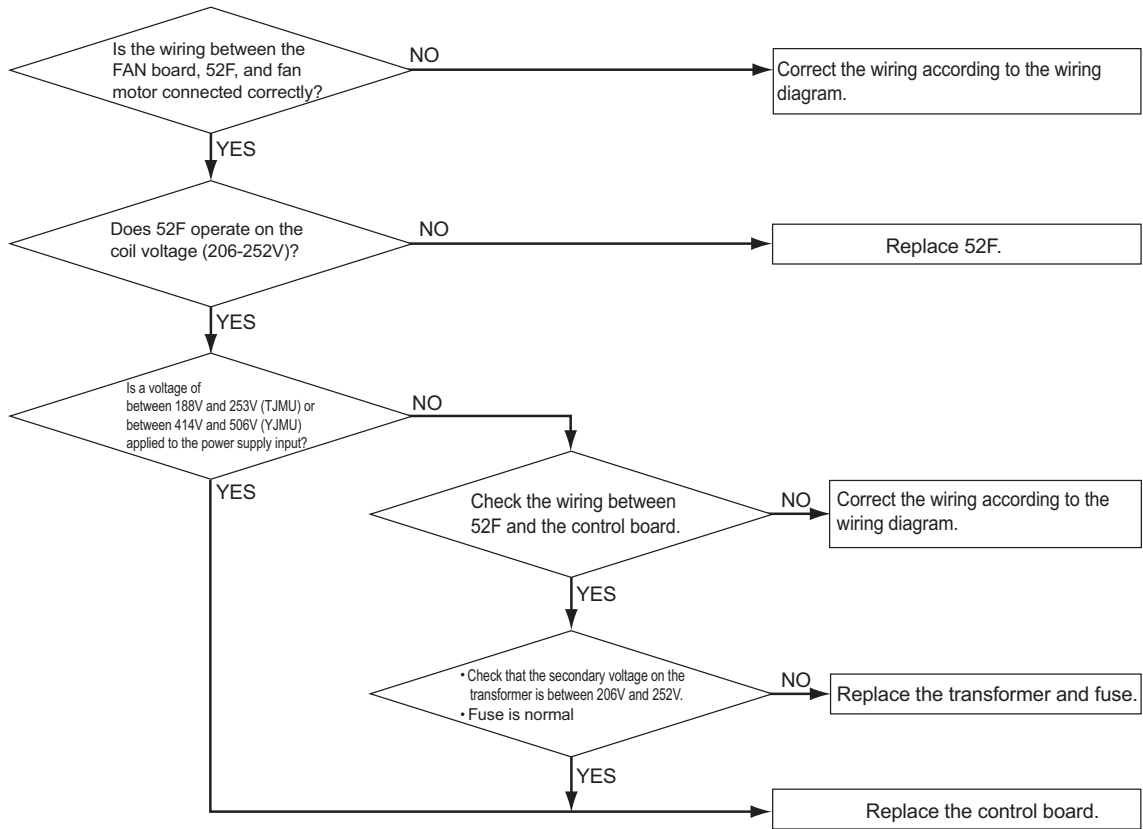 Is the wiring between the
FAN board, 52F, and fan
motor connected correctly?
NO
Correct the wiring according to the wiring
diagram.
YES
Does 52F operate on the
coil voltage (206-252V)?
NO
Replace 52F.
YES
Is a voltage of
between 188V and 253V (TJMU) or
between 414V and 506V (YJMU)
applied to the power supply input?
NO
YES
Check the wiring between
52F and the control board.
NO
Correct the wiring according to the
wiring diagram.
YES
• Check that the secondary voltage on the
transformer is between 206V and 252V.
• Fuse is normal
NO
Replace the transformer and fuse.
YES
Replace the control board.